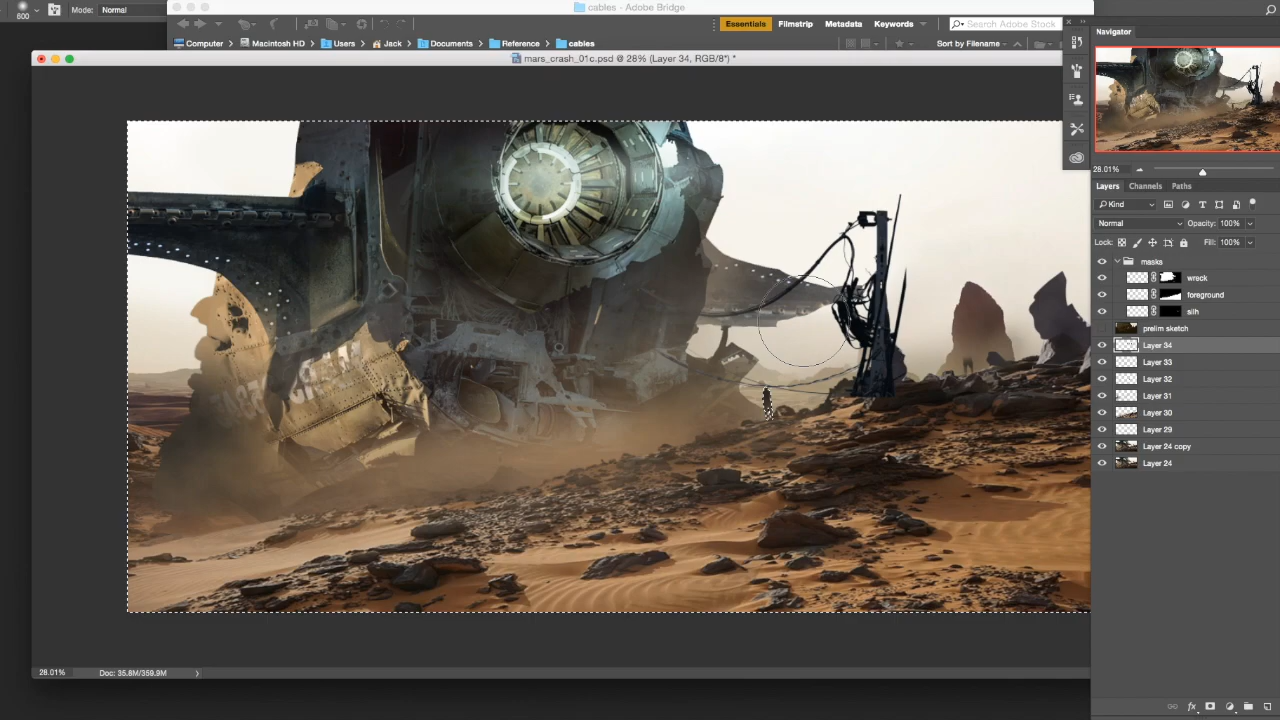 cables - Adobe Bridge
600
Mode: Normal
Essentials Filmstrip Metadata Keywords
Search Adobe Stock
Computer Macintosh HD Users Jack Documents Reference cables
Sort by Filename
mars_crash_01c.psd @ 28% (Layer 34, RGB/8*) *
Navigator
28.01%
Layers Channels Paths
Kind
Normal Opacity: 100%
Lock: Fill: 100%
masks
wreck
foreground
silh
prelim sketch
Layer 34
Layer 33
Layer 32
Layer 31
Layer 30
Layer 29
Layer 24 copy
Layer 24
28.01% Doc: 35.8M/359.9M
fx